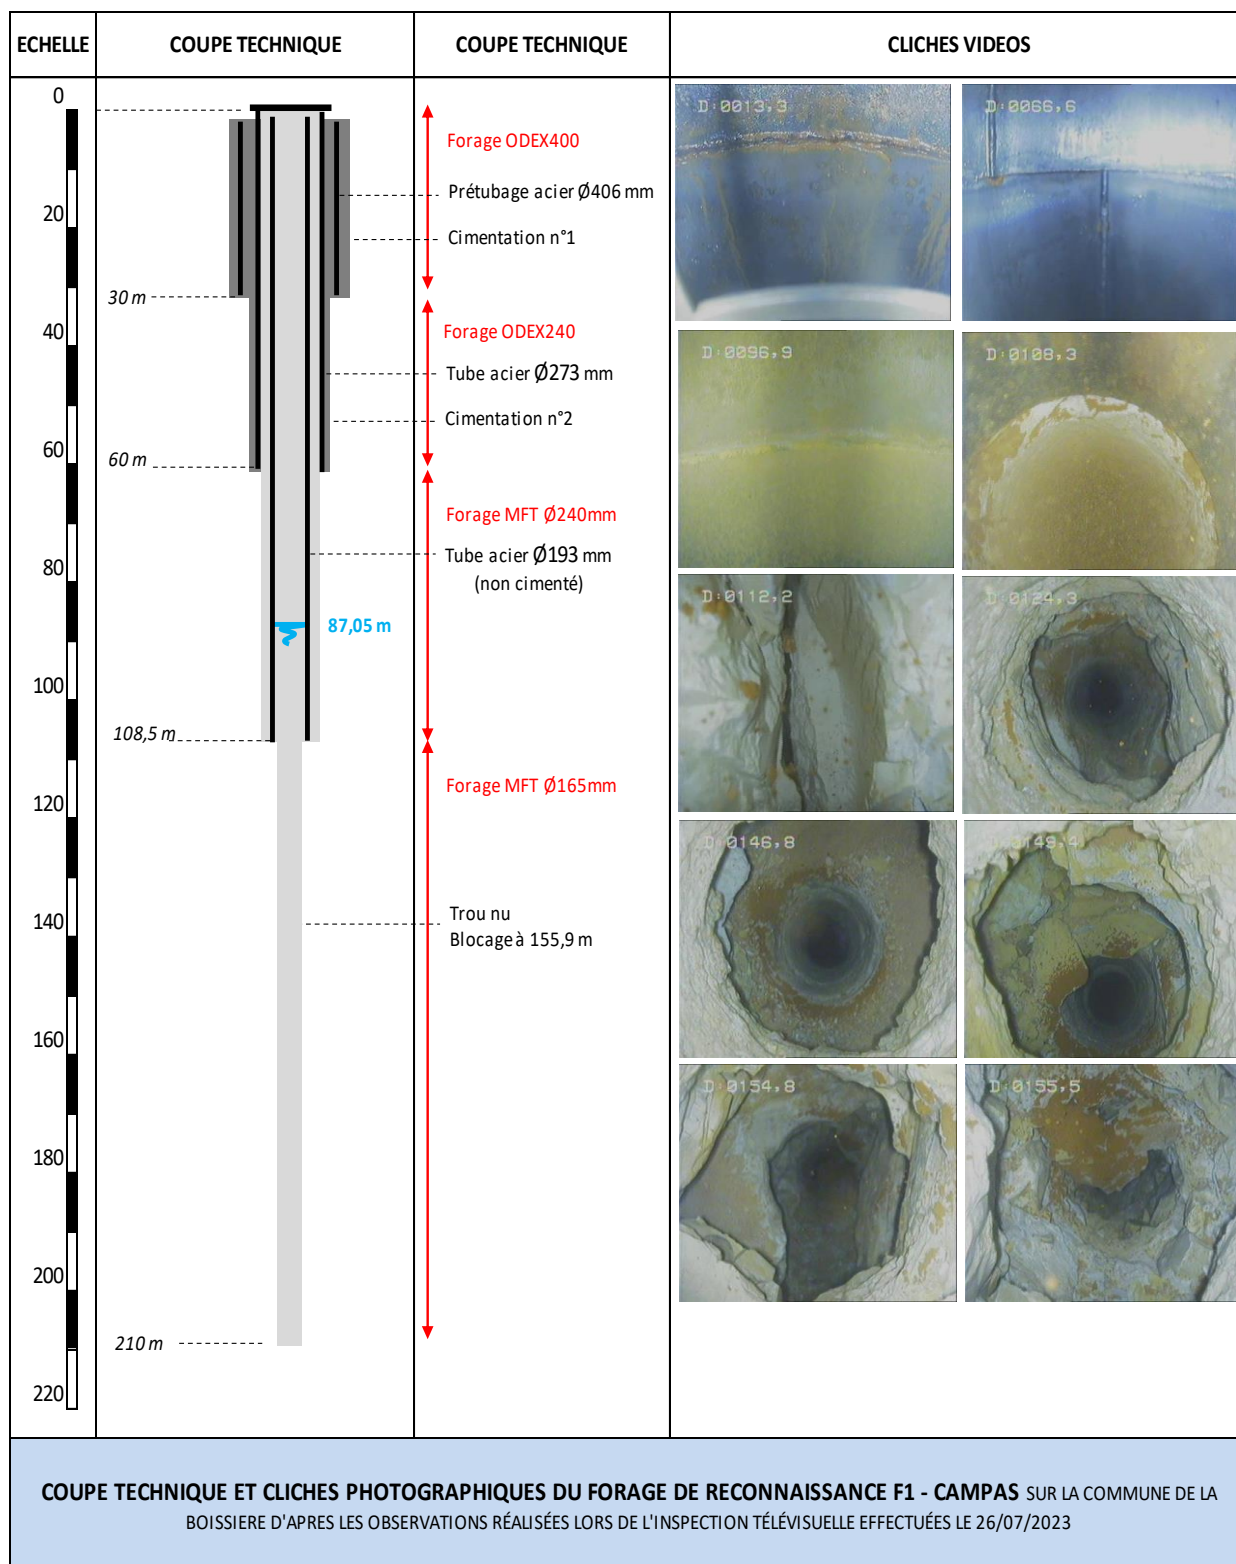 ECHELLE
COUPE TECHNIQUE
COUPE TECHNIQUE
CLICHES VIDEOS
0
20
40
60
80
100
120
140
160
180
200
220
30 m
60 m
87,05 m
108,5 m
210 m
Forage ODEX400
Prétubage acier Ø406 mm
Cimentation n°1
Forage ODEX240
Tube acier Ø273 mm
Cimentation n°2
Forage MFT Ø240mm
Tube acier Ø193 mm
(non cimenté)
Forage MFT Ø165mm
Trou nu
Blocage à 155,9 m
D:0013,3
D:0066,6
D:0096,9
D:0108,3
D:0112,2
D:0124,3
D:0146,8
D:0149,4
D:0154,8
D:0155,5
COUPE TECHNIQUE ET CLICHES PHOTOGRAPHIQUES DU FORAGE DE RECONNAISSANCE F1 - CAMPAS SUR LA COMMUNE DE LA
BOISSIERE D'APRES LES OBSERVATIONS RÉALISÉES LORS DE L'INSPECTION TÉLÉVISUELLE EFFECTUÉES LE 26/07/2023